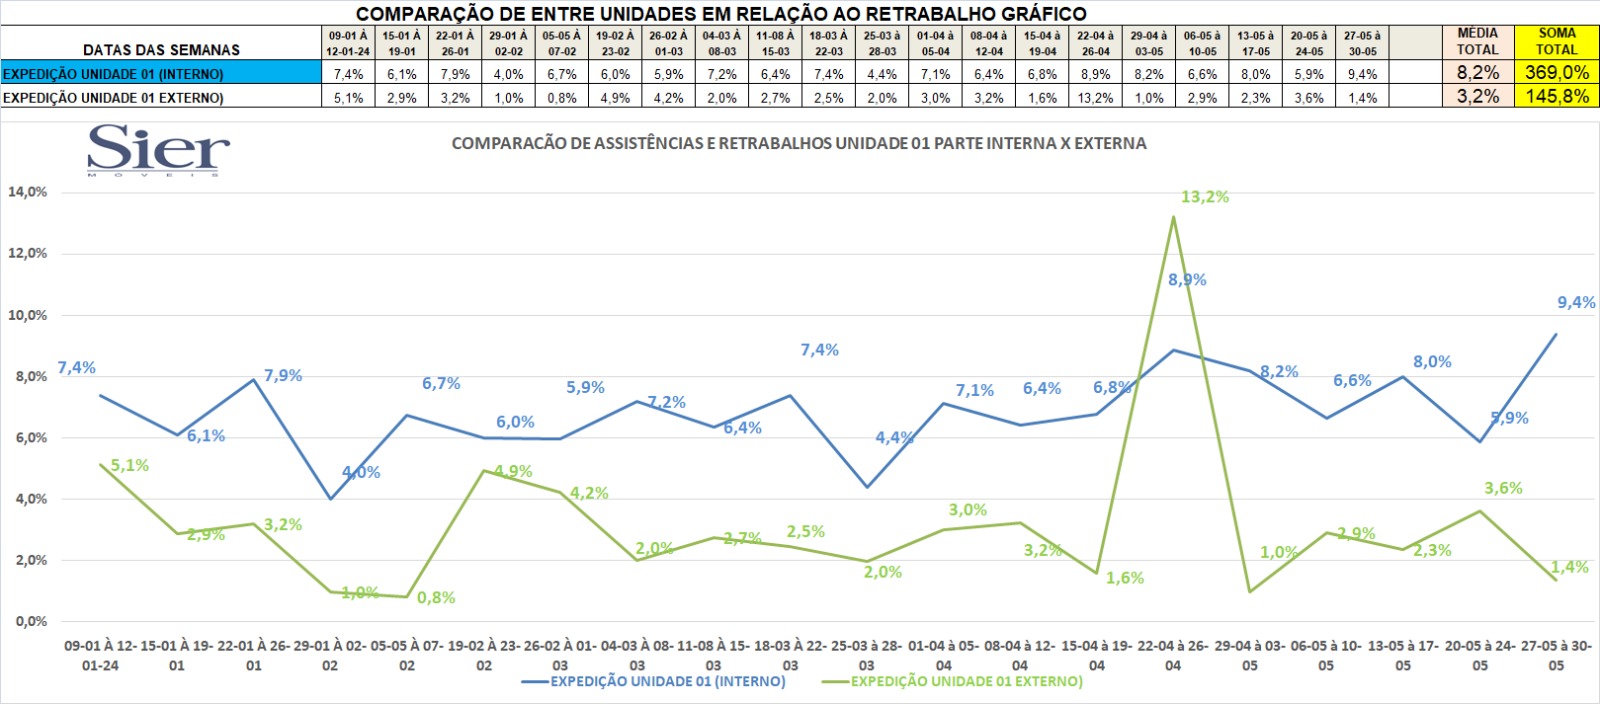 COMPARAÇÃO DE ENTRE UNIDADES EM RELAÇÃO AO RETRABALHO GRÁFICO
DATAS DAS SEMANAS 09-01 À 12-01-24 15-01 À 19-01 22-01 À 26-01 29-01 À 02-02 05-05 À 07-02 19-02 À 23-02 26-02 À 01-03 04-03 À 08-03 11-08 À 15-03 18-03 À 22-03 25-03 à 28-03 01-04 à 05-04 08-04 à 12-04 15-04 à 19-04 22-04 à 26-04 29-04 à 03-05 06-05 à 10-05 13-05 à 17-05 20-05 à 24-05 27-05 à 30-05 MÉDIA TOTAL SOMA TOTAL
EXPEDIÇÃO UNIDADE 01 (INTERNO) 7,4% 6,1% 7,9% 4,0% 6,7% 6,0% 5,9% 7,2% 6,4% 7,4% 4,4% 7,1% 6,4% 6,8% 8,9% 8,2% 6,6% 8,0% 5,9% 9,4% 8,2% 369,0%
EXPEDIÇÃO UNIDADE 01 EXTERNO) 5,1% 2,9% 3,2% 1,0% 0,8% 4,9% 4,2% 2,0% 2,7% 2,5% 2,0% 3,0% 3,2% 1,6% 13,2% 1,0% 2,9% 2,3% 3,6% 1,4% 3,2% 145,8%
Sier
MÓVEIS
COMPARACÃO DE ASSISTÊNCIAS E RETRABALHOS UNIDADE 01 PARTE INTERNA X EXTERNA
14,0%
12,0%
10,0%
8,0%
6,0%
4,0%
2,0%
0,0%
7,4% 6,1% 7,9% 4,0% 6,7% 6,0% 5,9% 7,2% 6,4% 7,4% 4,4% 7,1% 6,4% 6,8% 8,9% 8,2% 6,6% 8,0% 5,9% 9,4%
5,1% 2,9% 3,2% 1,0% 0,8% 4,9% 4,2% 2,0% 2,7% 2,5% 2,0% 3,0% 3,2% 1,6% 13,2% 1,0% 2,9% 2,3% 3,6% 1,4%
09-01 À 12- 15-01 À 19- 22-01 À 26- 29-01 À 02- 05-05 À 07- 19-02 À 23- 26-02 À 01- 04-03 À 08- 11-08 À 15- 18-03 À 22- 25-03 à 28- 01-04 à 05- 08-04 à 12- 15-04 à 19- 22-04 à 26- 29-04 à 03- 06-05 à 10- 13-05 à 17- 20-05 à 24- 27-05 à 30-
01-24 01 01 02 02 02 03 03 03 03 03 04 04 04 04 05 05 05 05 05
EXPEDIÇÃO UNIDADE 01 (INTERNO) EXPEDIÇÃO UNIDADE 01 EXTERNO)